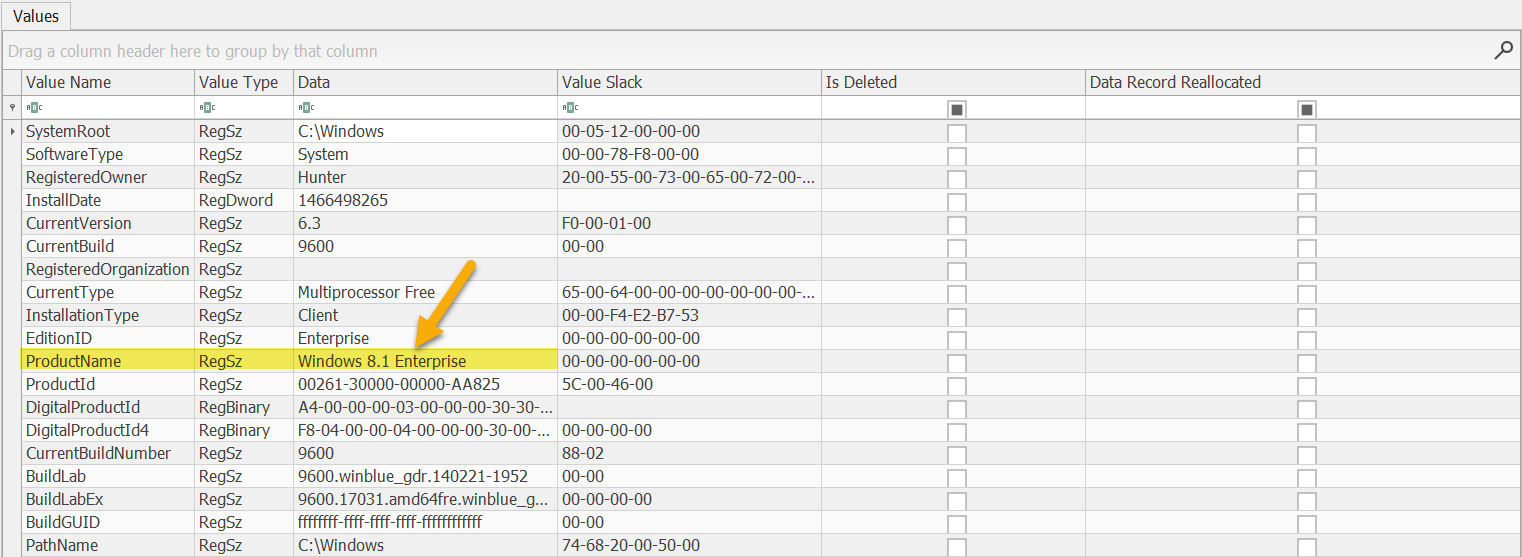 Values
Drag a column header here to group by that column
Value Name Value Type Data Value Slack Is Deleted Data Record Reallocated
ABC ABC ABC ABC
SystemRoot RegSz C:\Windows 00-05-12-00-00-00
SoftwareType RegSz System 00-00-78-F8-00-00
RegisteredOwner RegSz Hunter 20-00-55-00-73-00-65-00-72-00-...
InstallDate RegDword 1466498265
CurrentVersion RegSz 6.3 F0-00-01-00
CurrentBuild RegSz 9600 00-00
RegisteredOrganization RegSz
CurrentType RegSz Multiprocessor Free 65-00-64-00-00-00-00-00-00-00-...
InstallationType RegSz Client 00-00-F4-E2-B7-53
EditionID RegSz Enterprise 00-00-00-00-00-00
ProductName RegSz Windows 8.1 Enterprise 00-00-00-00-00-00
ProductId RegSz 00261-30000-00000-AA825 5C-00-46-00
DigitalProductId RegBinary A4-00-00-00-03-00-00-00-30-30-...
DigitalProductId4 RegBinary F8-04-00-00-04-00-00-00-30-00-... 00-00-00-00
CurrentBuildNumber RegSz 9600 88-02
BuildLab RegSz 9600.winblue_gdr.140221-1952 00-00
BuildLabEx RegSz 9600.17031.amd64fre.winblue_g... 00-00-00-00
BuildGUID RegSz ffffffff-ffff-ffff-ffff-ffffffffffff 00-00
PathName RegSz C:\Windows 74-68-20-00-50-00